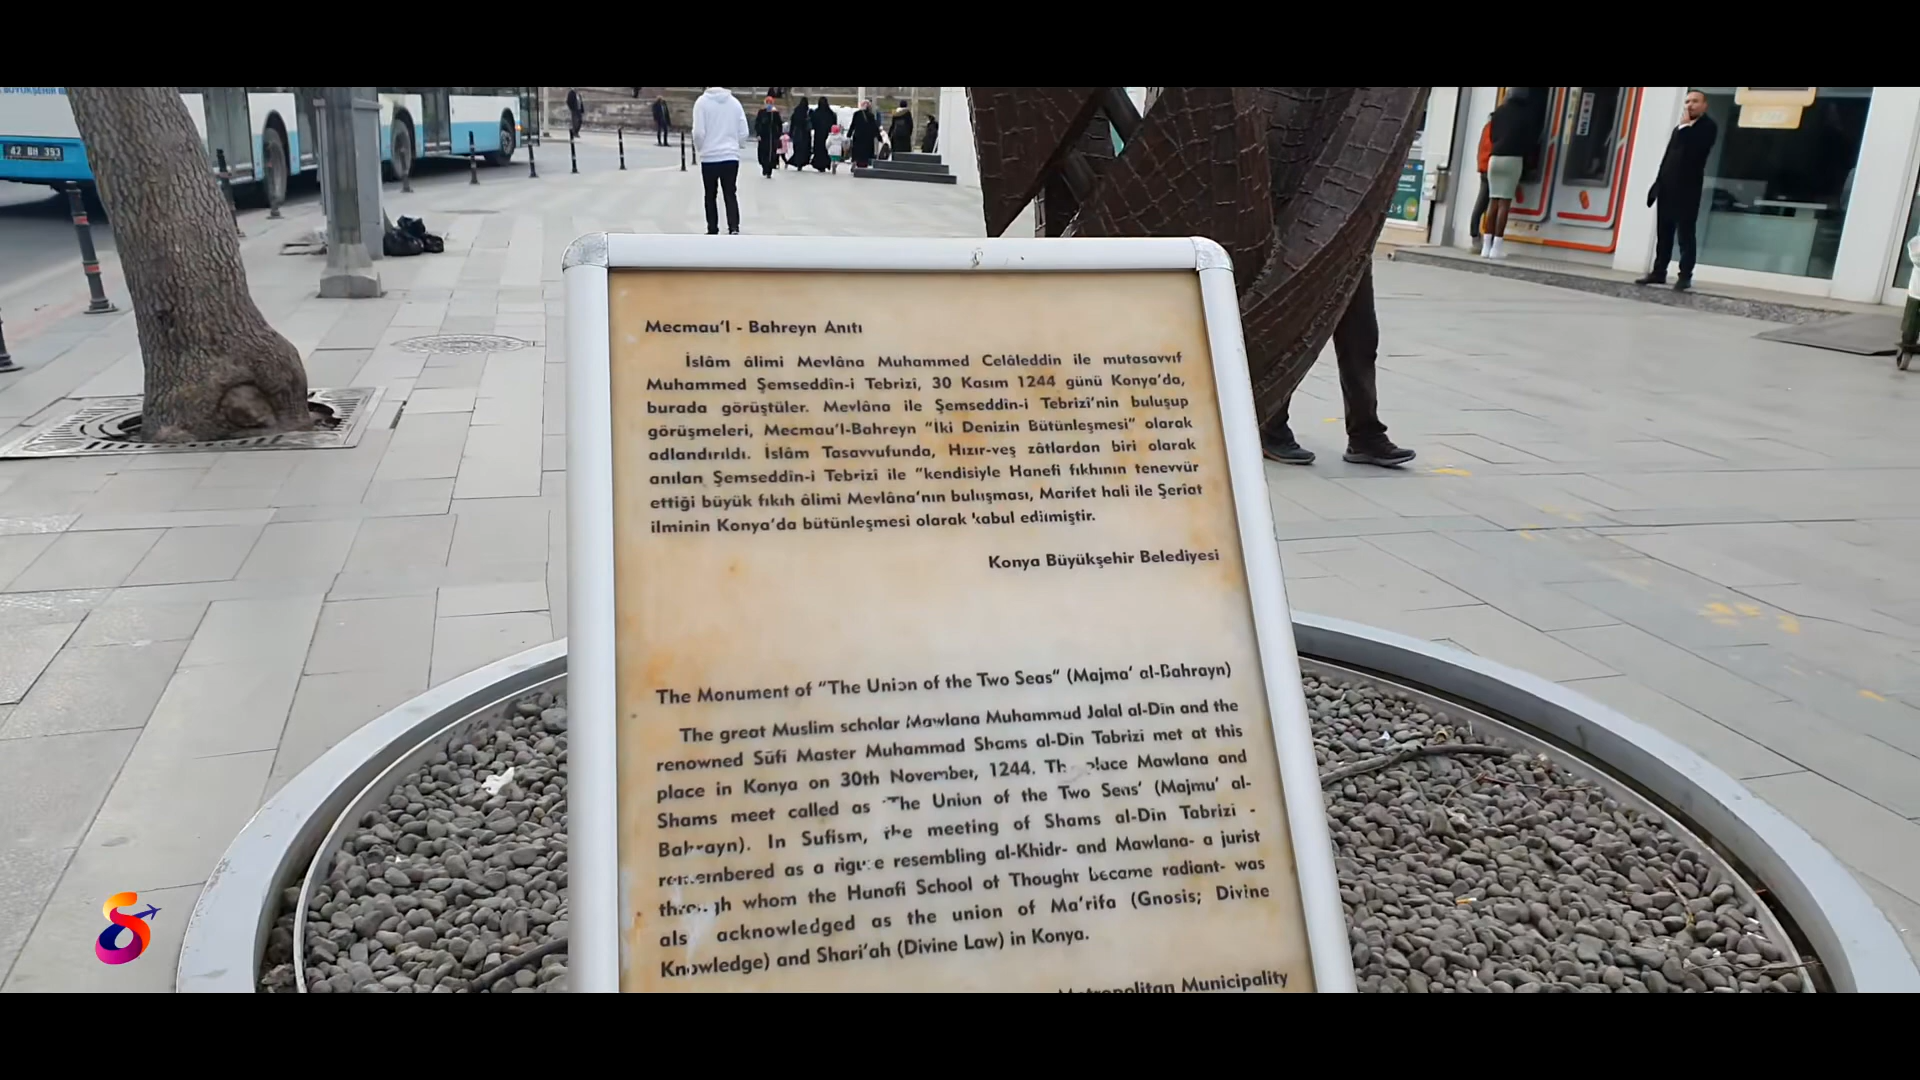 42 BH 393
Mecmau'l - Bahreyn Anıtı
İslâm âlimi Mevlâna Muhammed Celâleddin ile mutasavvıf
Muhammed Şemseddîn-i Tebrizî, 30 Kasım 1244 günü Konya'da,
burada görüştüler. Mevlâna ile Şemseddîn-i Tebrizî'nin buluşup
görüşmeleri, Mecmau'l-Bahreyn "İki Denizin Bütünleşmesi" olarak
adlandırıldı. İslâm Tasavvufunda, Hızır-veş zâtlardan biri olarak
anılan Şemseddîn-i Tebrizî ile "kendisiyle Hanefi fıkhının tenevvür
ettiği büyük fıkıh âlimi Mevlâna'nın buluşması, Marifet hali ile Şeriat
ilminin Konya'da bütünleşmesi olarak kabul edilmiştir.
Konya Büyükşehir Belediyesi
The Monument of "The Union of the Two Seas" (Majma' al-Bahrayn)
The great Muslim scholar Mawlana Muhammad Jalal al-Din and the
renowned Sūfi Master Muhammad Shams al-Din Tabrizi met at this
place in Konya on 30th November, 1244. The place Mawlana and
Shams meet called as "The Union of the Two Seas' (Majmu' al-
Bahrayn). In Sufism, the meeting of Shams al-Din Tabrizi -
remembered as a figure resembling al-Khidr- and Mawlana- a jurist
through whom the Hanafi School of Thought became radiant- was
also acknowledged as the union of Ma'rifa (Gnosis; Divine
Knowledge) and Shari'ah (Divine Law) in Konya.
Metropolitan Municipality